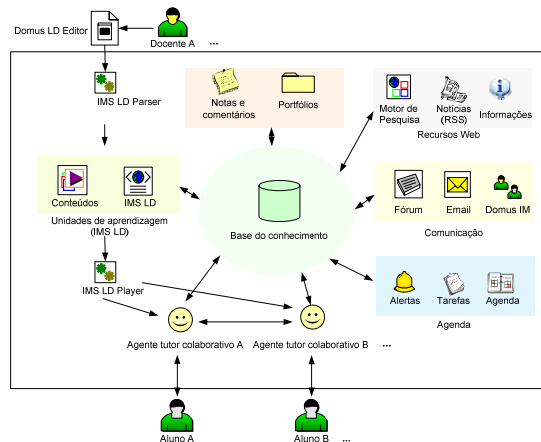 Domus LD Editor
Docente A ...
IMS LD Parser
Notas e
comentários
Portfólios
Motor de
Pesquisa
Notícias
(RSS)
Informações
Recursos Web
Conteúdos
IMS LD
Unidades de aprendizagem
(IMS LD)
Base do conhecimento
Fórum
Email
Domus IM
Comunicação
IMS LD Player
Alertas
Tarefas
Agenda
Agenda
Agente tutor colaborativo A
Agente tutor colaborativo B ...
Aluno A
Aluno B ...